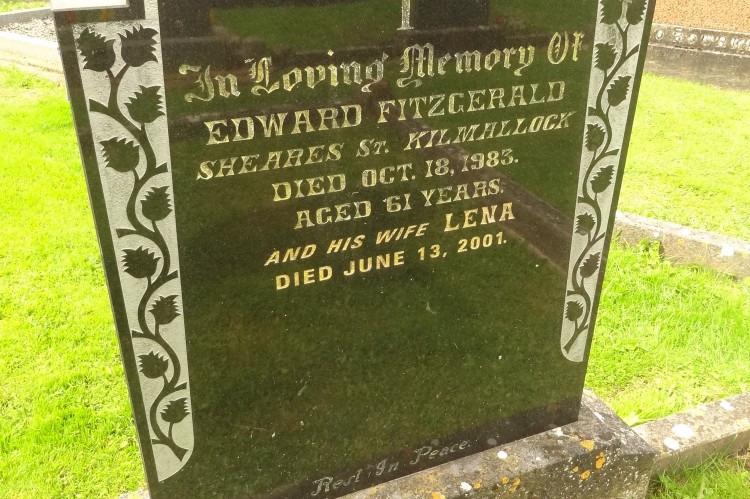 In Loving Memory Of
EDWARD FITZGERALD
SHEARES ST. KILMALLOCK
DIED OCT. 18, 1983.
AGED 61 YEARS.
AND HIS WIFE LENA
DIED JUNE 13, 2001.
Rest In Peace